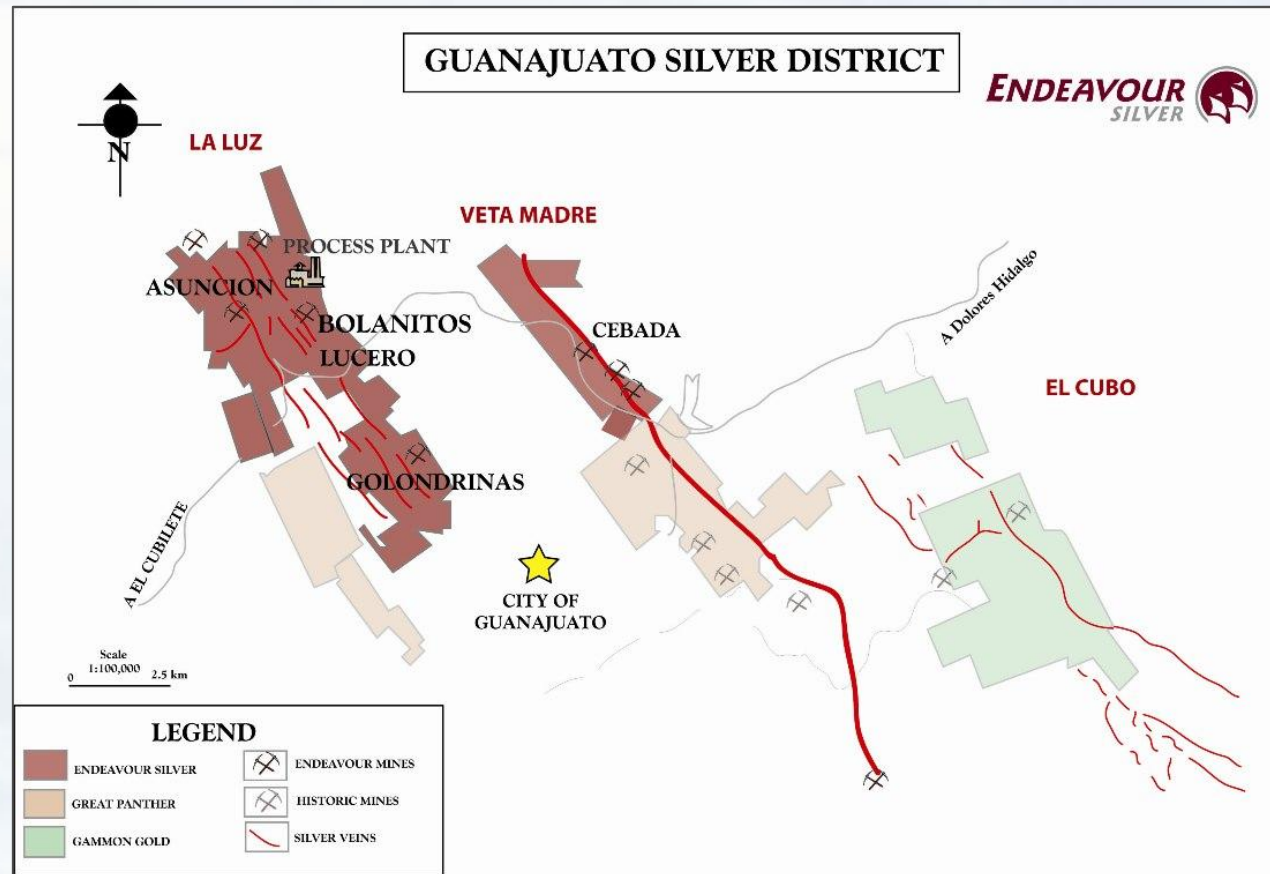 GUANAJUATO SILVER DISTRICT
ENDEAVOUR
SILVER
N
LA LUZ
VETA MADRE
PROCESS PLANT
ASUNCION
BOLANITOS
LUCERO
CEBADA
A Dolores Hidalgo
EL CUBO
GOLONDRINAS
A EL CUBILETE
CITY OF
GUANAJUATO
Scale
1:100,000
0 2.5 km
LEGEND
ENDEAVOUR SILVER
ENDEAVOUR MINES
GREAT PANTHER
HISTORIC MINES
GAMMON GOLD
SILVER VEINS